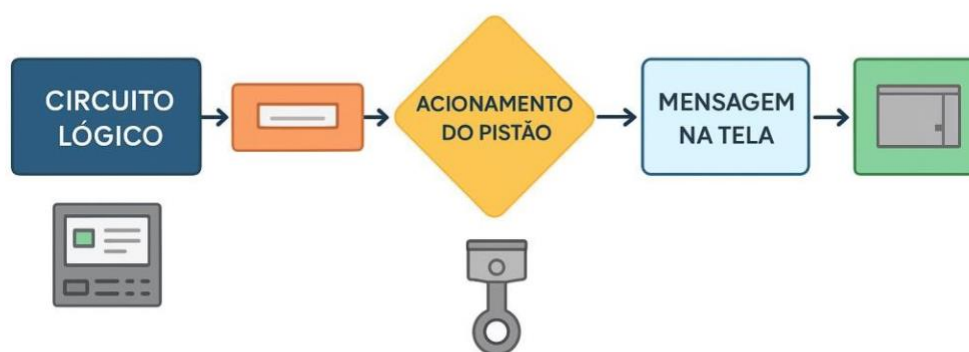 CIRCUITO
LÓGICO
ACIONAMENTO
DO PISTÃO
MENSAGEM
NA TELA